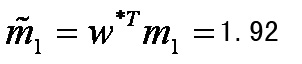 m̃₁ = w*ᵀm₁ = 1.92